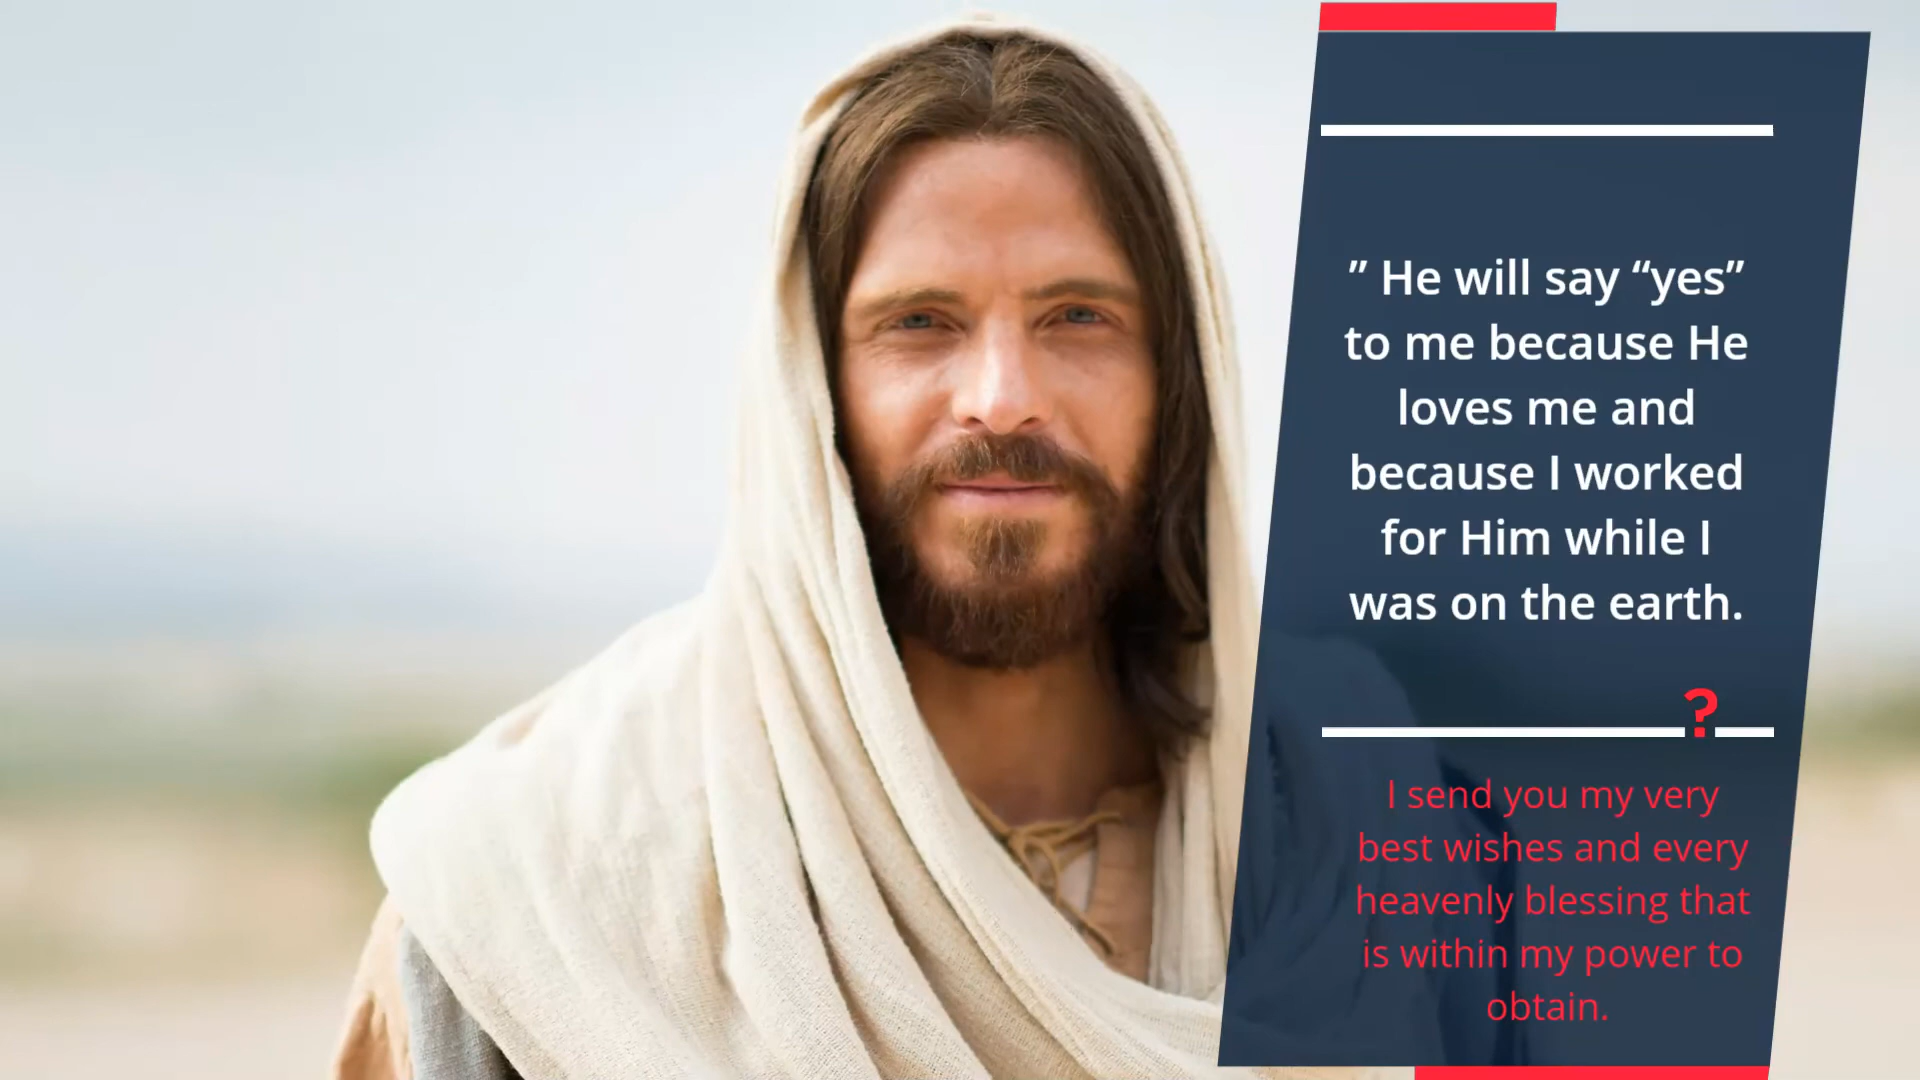 ” He will say “yes”
to me because He
loves me and
because I worked
for Him while I
was on the earth.
?
I send you my very
best wishes and every
heavenly blessing that
is within my power to
obtain.